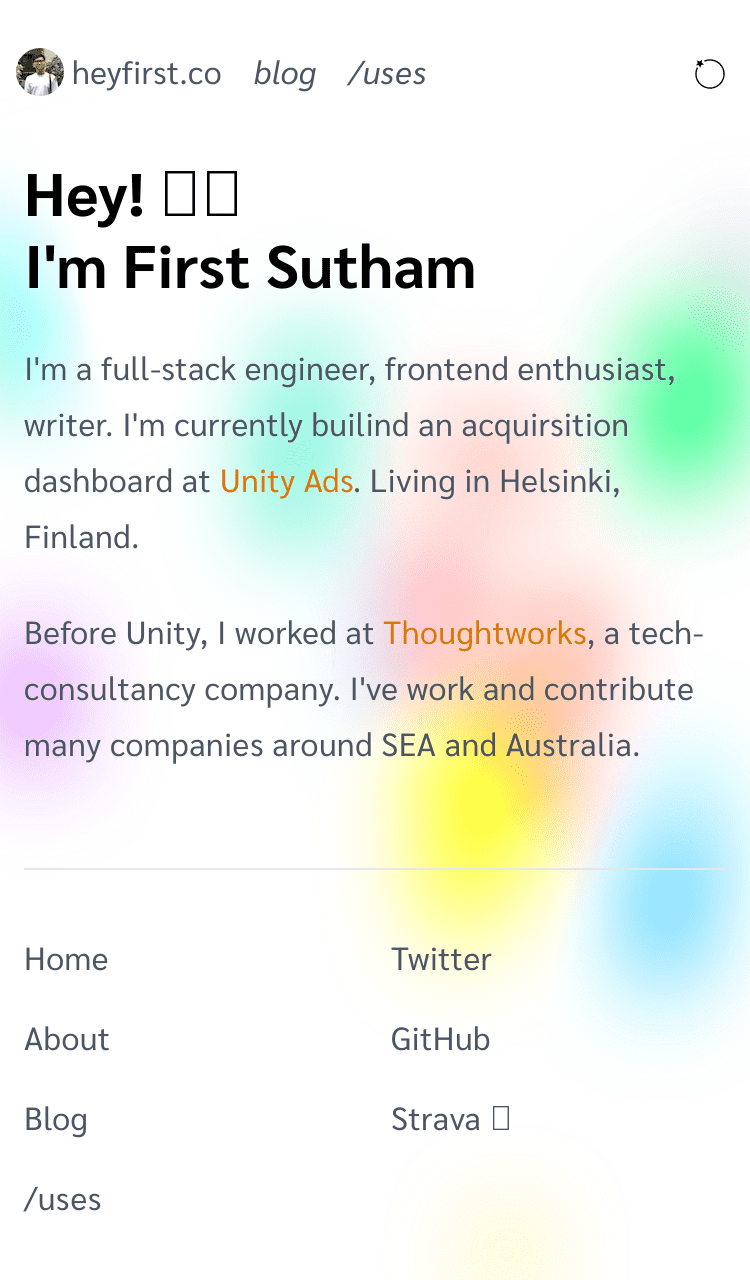 heyfirst.co blog /uses
Hey!
I'm First Sutham
I'm a full-stack engineer, frontend enthusiast,
writer. I'm currently builind an acquirsition
dashboard at Unity Ads. Living in Helsinki,
Finland.
Before Unity, I worked at Thoughtworks, a tech-
consultancy company. I've work and contribute
many companies around SEA and Australia.
Home
About
Blog
/uses
Twitter
GitHub
Strava